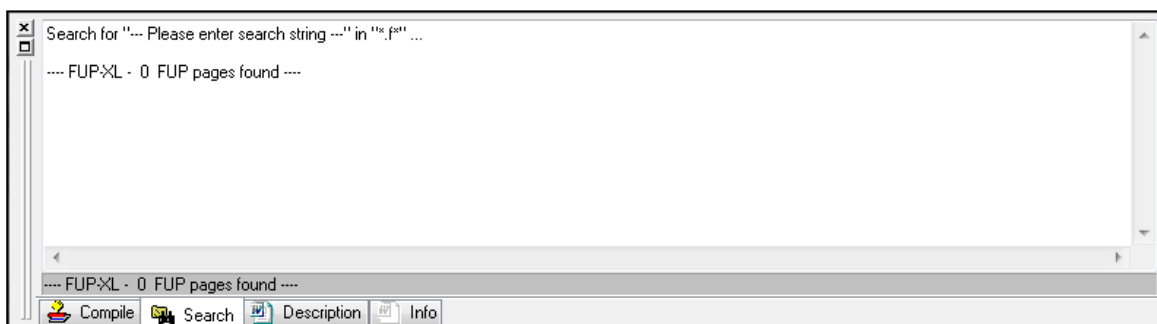 Search for "--- Please enter search string ---" in "*.f*" ...
---- FUP-XL -  0  FUP pages found ----
---- FUP-XL -  0  FUP pages found ----
Compile Search Description Info